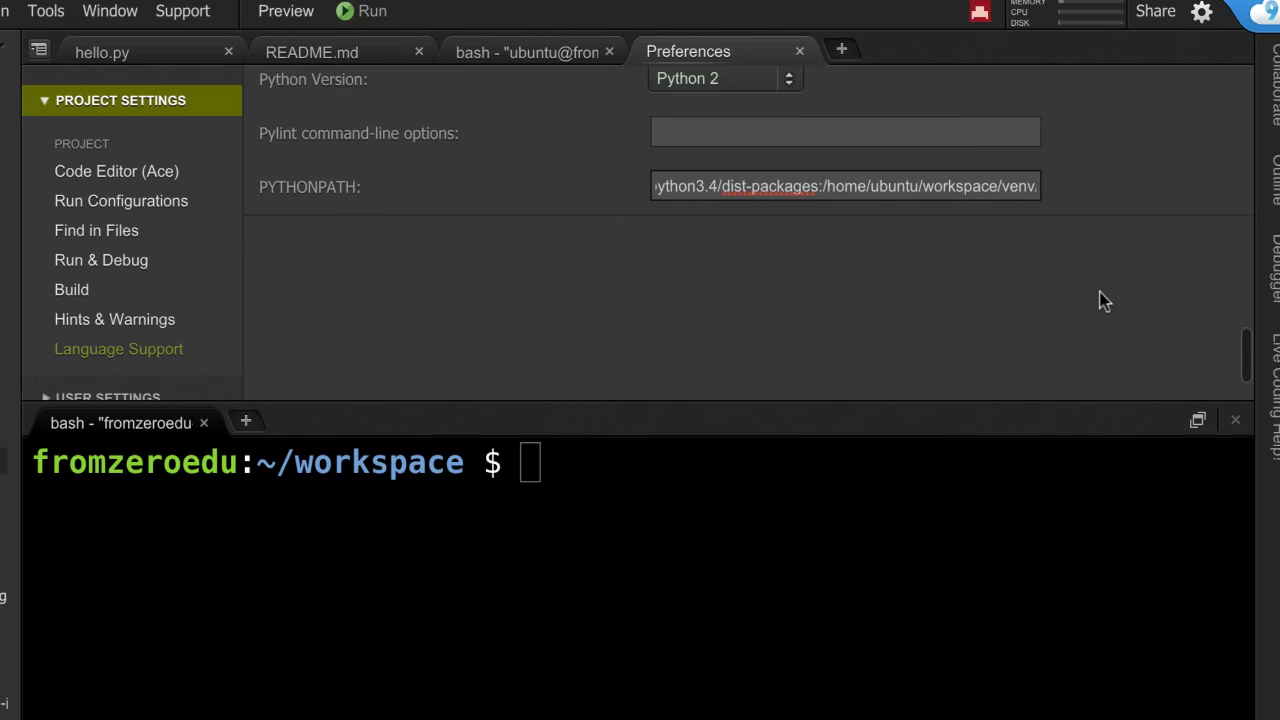 n Tools Window Support Preview Run MEMORY CPU DISK Share 9
hello.py × README.md × bash - "ubuntu@fron × Preferences × +
Python Version: Python 2
PROJECT SETTINGS
Pylint command-line options:
PROJECT
Code Editor (Ace)
PYTHONPATH: ython3.4/dist-packages:/home/ubuntu/workspace/venv.
Run Configurations
Find in Files
Run & Debug
Build
Hints & Warnings
Language Support
USER SETTINGS
Collaborate
Outline
Debugger
Live Coding Help!
bash - "fromzeroedu × +
fromzeroedu:~/workspace $
g
-i